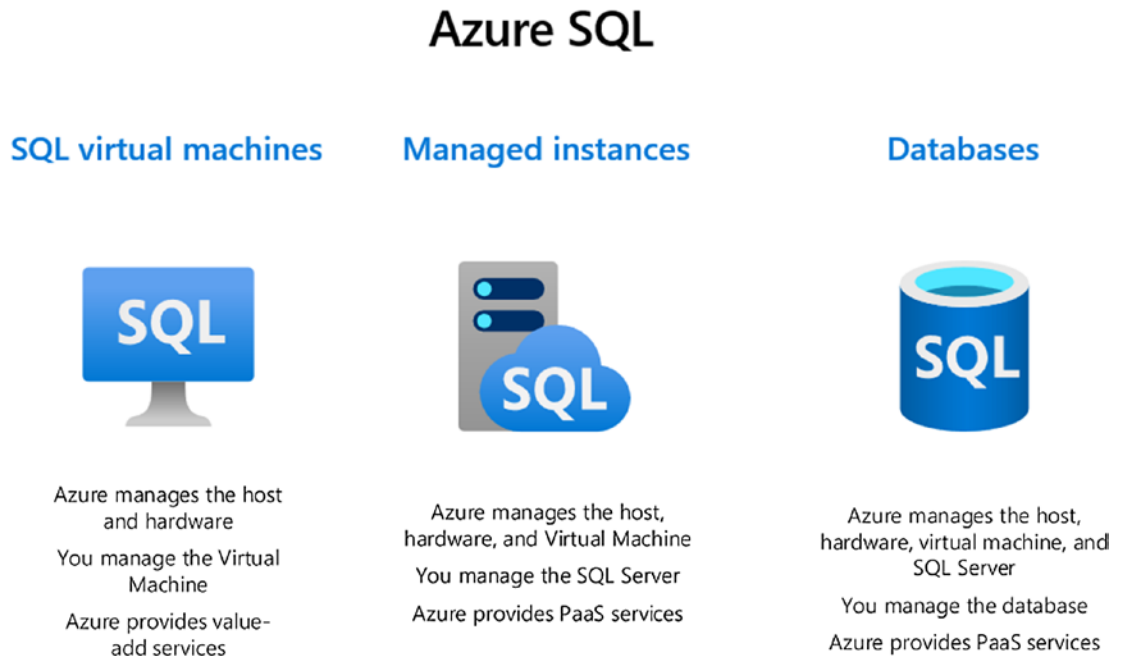 Azure SQL
SQL virtual machines
Managed instances
Databases
SQL
SQL
SQL
Azure manages the host
and hardware
You manage the Virtual
Machine
Azure provides value-
add services
Azure manages the host,
hardware, and Virtual Machine
You manage the SQL Server
Azure provides PaaS services
Azure manages the host,
hardware, virtual machine, and
SQL Server
You manage the database
Azure provides PaaS services